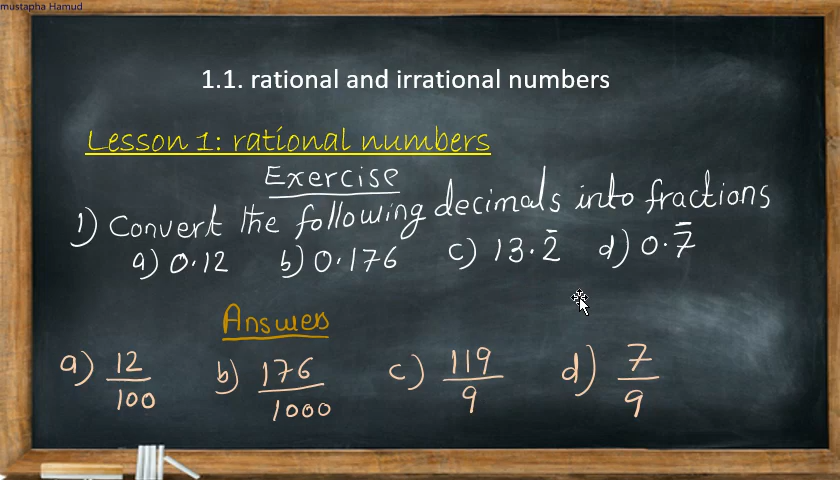 mustapha Hamud
1.1. rational and irrational numbers
Lesson 1: rational numbers
Exercise
1) Convert the following decimals into fractions
a) 0.12 b) 0.176 c) 13.2̄ d) 0.7̄
Answers
a) 12/100 b) 176/1000 c) 119/9 d) 7/9